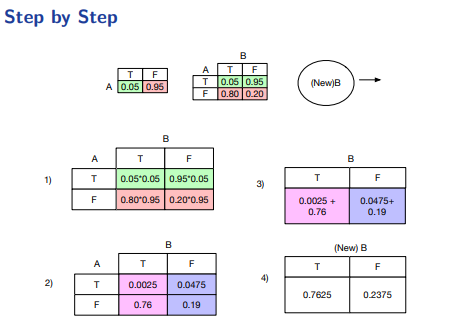 Step by Step
T F
A 0.05 0.95
B
A T F
T 0.05 0.95
F 0.80 0.20
(New)B
1)
B
A T F
T 0.05*0.05 0.95*0.05
F 0.80*0.95 0.20*0.95
2)
B
A T F
T 0.0025 0.0475
F 0.76 0.19
3)
B
T F
0.0025 + 0.0475+
0.76 0.19
4)
(New) B
T F
0.7625 0.2375